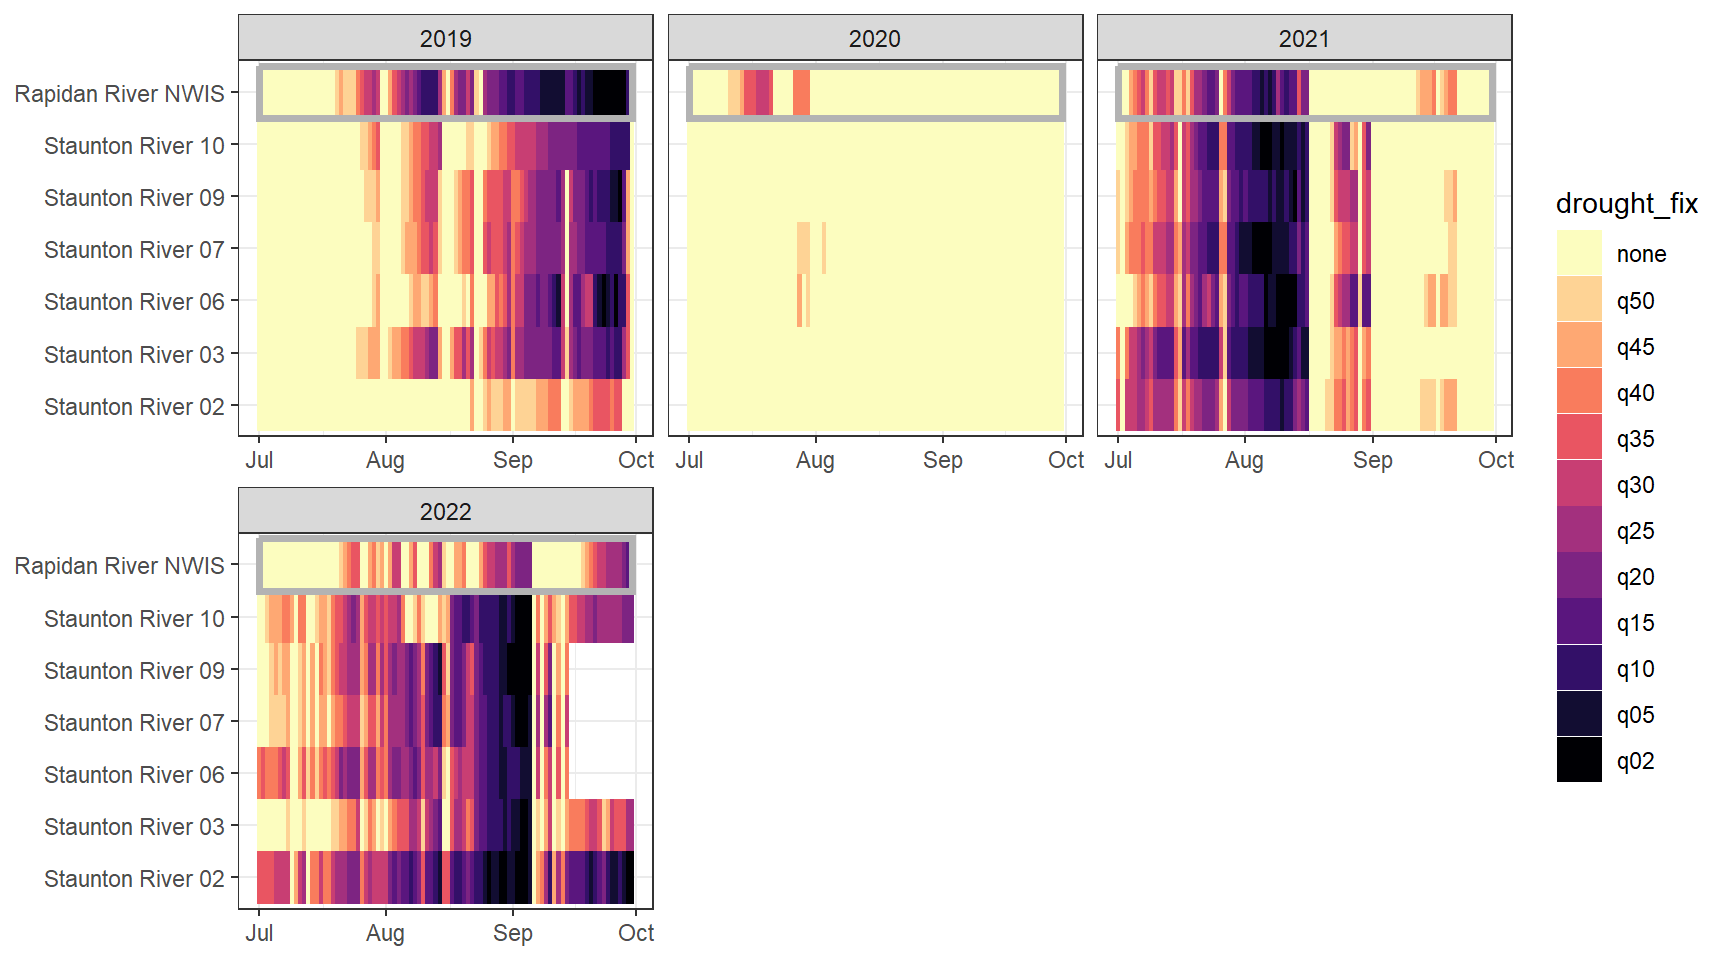 2019 2020 2021
Rapidan River NWIS
Staunton River 10
Staunton River 09
Staunton River 07
Staunton River 06
Staunton River 03
Staunton River 02
Jul Aug Sep Oct Jul Aug Sep Oct Jul Aug Sep Oct
2022
Rapidan River NWIS
Staunton River 10
Staunton River 09
Staunton River 07
Staunton River 06
Staunton River 03
Staunton River 02
Jul Aug Sep Oct
drought_fix
none
q50
q45
q40
q35
q30
q25
q20
q15
q10
q05
q02